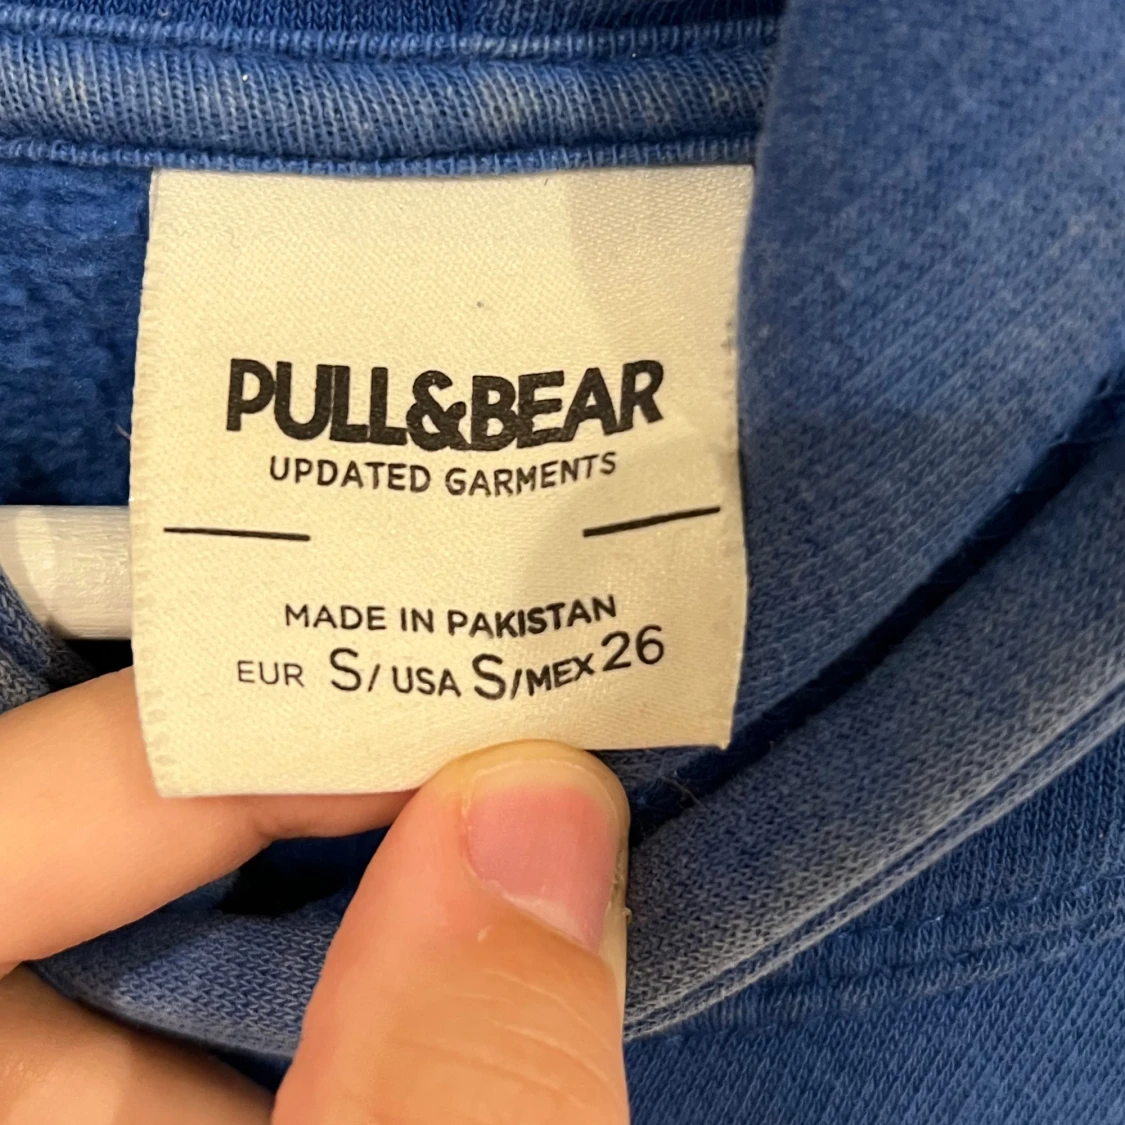 PULL&BEAR
UPDATED GARMENTS
MADE IN PAKISTAN
EUR S/ USA S/MEX 26